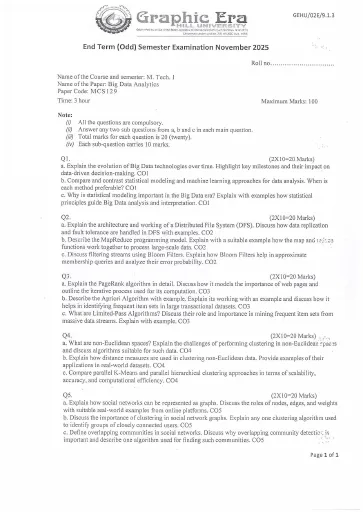 GEHU/02E/9.1.3
Graphic Era
HILL UNIVERSITY
End Term (Odd) Semester Examination November 2025
Roll no..............................
Name of the Course and semester: M. Tech. I
Name of the Paper: Big Data Analytics
Paper Code: MCS129
Time: 3 hour Maximum Marks: 100
Note:
(i) All the questions are compulsory.
(ii) Answer any two sub questions from a, b and c in each main question.
(iii) Total marks for each question is 20 (twenty).
(iv) Each sub-question carries 10 marks.
Q1. (2X10=20 Marks)
a. Explain the evolution of Big Data technologies over time. Highlight key milestones and their impact on
data-driven decision-making. CO1
b. Compare and contrast statistical modeling and machine learning approaches for data analysis. When is
each method preferable? CO1
c. Why is statistical modeling important in the Big Data era? Explain with examples how statistical
principles guide Big Data analysis and interpretation. CO1
Q2. (2X10=20 Marks)
a. Explain the architecture and working of a Distributed File System (DFS). Discuss how data replication
and fault tolerance are handled in DFS with examples. CO2
b. Describe the MapReduce programming model. Explain with a suitable example how the map and reduce
functions work together to process large-scale data. CO2
c. Discuss filtering streams using Bloom Filters. Explain how Bloom Filters help in approximate
membership queries and analyze their error probability. CO2
Q3. (2X10=20 Marks)
a. Explain the PageRank algorithm in detail. Discuss how it models the importance of web pages and
outline the iterative process used for its computation. CO3
b. Describe the Apriori Algorithm with example. Explain its working with an example and discuss how it
helps in identifying frequent item sets in large transactional datasets. CO3
c. What are Limited-Pass Algorithms? Discuss their role and importance in mining frequent item sets from
massive data streams. Explain with example. CO3
Q4. (2X10=20 Marks)
a. What are non-Euclidean spaces? Explain the challenges of performing clustering in non-Euclidean spaces
and discuss algorithms suitable for such data. CO4
b. Explain how distance measures are used in clustering non-Euclidean data. Provide examples of their
applications in real-world datasets. CO4
c. Compare parallel K-Means and parallel hierarchical clustering approaches in terms of scalability,
accuracy, and computational efficiency. CO4
Q5. (2X10=20 Marks)
a. Explain how social networks can be represented as graphs. Discuss the roles of nodes, edges, and weights
with suitable real-world examples from online platforms. CO5
b. Discuss the importance of clustering in social network graphs. Explain any one clustering algorithm used
to identify groups of closely connected users. CO5
c. Define overlapping communities in social networks. Discuss why overlapping community detection is
important and describe one algorithm used for finding such communities. CO5
Page 1 of 1